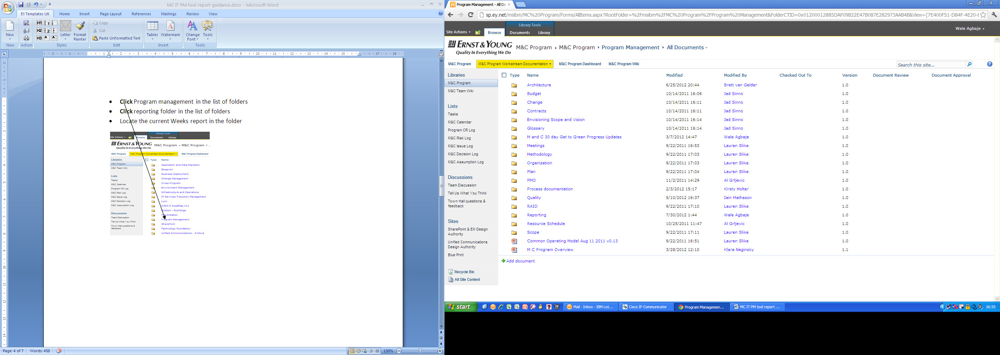 MC IT PM tool report guidance.docx - Microsoft Word
EY Templates UK Home Insert Page Layout References Mailings Review View
New
Letter
Format Painter
Copy
Cut
Paste Unformatted Text
Tables
Watermark
Change Font
Tools
H1
H2
H3
New Action Styles Edit Insert Tools
Click Program management in the list of folders
Click reporting folder in the list of folders
Locate the current Weeks report in the folder
Library Tools
Site Actions Browse Documents Library
ERNST & YOUNG
Quality In Everything We Do
M&C Program M&C Program
M&C Program M&C Program Workstream Documentation M&C Program Dashboard
Libraries
M&C Program
M&C Team Wiki
Lists
Tasks
M&C Calendar
Program CR Log
M&C Risk Log
M&C Issue Log
M&C Decision Log
M&C Assumption Log
Discussions
Team Discussion
Tell Us What You Think
Town Hall questions &
feedback
Type Name
Application and Data Migration
Blueprint
Business Deployment
Change Management
Cross-Program
Environment Management
Infrastructure and Operations
IT Services Transition Management
Lync
O365-D RoadMap 013
Outlook - Exchange
Pre-Initiation
Program Management
SharePoint
Technology Foundation
Unified Communications - Archive
Page: 4 of 7 Words: 458
130%
Program Management - All Do
sp.ey.net/msibm/MC%20Program/Forms/AllItems.aspx?RootFolder=%2Fmsibm%2FMC%20Program%2FProgram%20Management&FolderCTID=0x01200012885DAF09B22E47B087E282973AAB4B&View={7E400F51-D84F-4E20-
Library Tools
Site Actions Browse Documents Library
Wale Agbaje
ERNST & YOUNG
Quality In Everything We Do
M&C Program M&C Program Program Management All Documents
M&C Program M&C Program Workstream Documentation M&C Program Dashboard M&C Program Wiki
Search this site...
Libraries
M&C Program
M&C Team Wiki
Lists
Tasks
M&C Calendar
Program CR Log
M&C Risk Log
M&C Issue Log
M&C Decision Log
M&C Assumption Log
Discussions
Team Discussion
Tell Us What You Think
Town Hall questions &
feedback
Sites
SharePoint & EM Design
Authority
Unified Communications
Design Authority
Blue Print
Recycle Bin
All Site Content
Type Name Modified Modified By Checked Out To Version Document Review Document Approval
Architecture 6/25/2012 20:44 Brett van Gelder 1.0
Budget 10/14/2011 16:06 Jad Sinno 1.0
Change 10/14/2011 16:11 Jad Sinno 1.0
Contracts 10/14/2011 16:11 Jad Sinno 1.0
Envisioning Scope and Vision 10/14/2011 16:14 Jad Sinno 1.0
Glossary 10/14/2011 16:14 Jad Sinno 1.0
M and C 30 day Get to Green Progress Updates 3/7/2012 14:47 Wale Agbaje 1.0
Meetings 9/22/2011 16:53 Lauren Slike 1.0
Methodology 9/22/2011 17:03 Lauren Slike 1.0
Organization 9/22/2011 17:03 Lauren Slike 1.0
Plan 9/22/2011 17:04 Lauren Slike 1.0
PMO 11/2/2011 14:29 Al Grljevic 1.0
Process documentation 2/3/2012 15:17 Kirsty Holter 1.0
Quality 5/10/2012 16:37 Iain Matheson 1.0
RAID 9/22/2011 17:10 Lauren Slike 1.0
Reporting 7/30/2012 1:44 Wale Agbaje 1.0
Resource Schedule 10/25/2011 11:47 Al Grljevic 1.0
Scope 9/22/2011 17:11 Lauren Slike 1.0
Common Operating Model Aug 11 2011 v0.13 9/22/2011 16:51 Lauren Slike 1.0
M C Program Overview 3/28/2012 12:10 Klara Neginsky 1.1
Add document
start
Mail - Inbox - IBM Lot...
Cisco IP Communicator
Program Managemen...
MC IT PM tool report ...
16:55